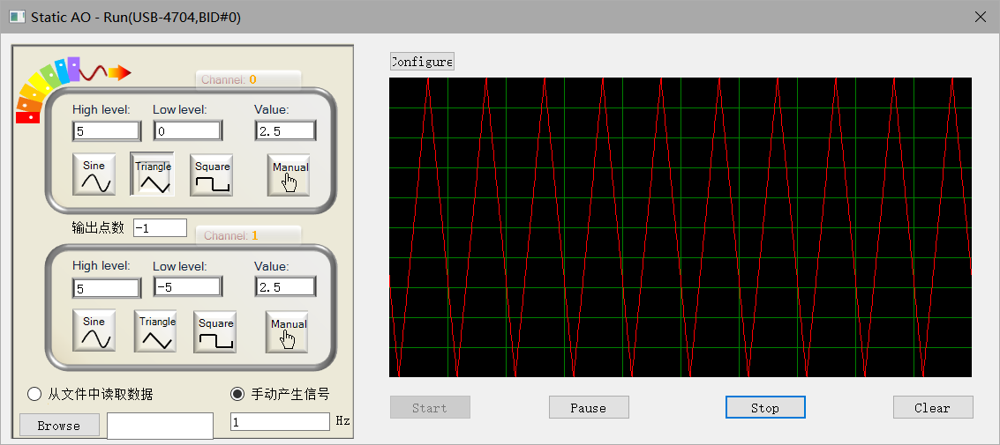 Static AO - Run(USB-4704,BID#0)
Configure
Channel: 0
High level: Low level: Value:
5 0 2.5
Sine Triangle Square Manual
输出点数 -1
Channel: 1
High level: Low level: Value:
5 -5 2.5
Sine Triangle Square Manual
从文件中读取数据 手动产生信号
Browse 1 Hz
Start Pause Stop Clear